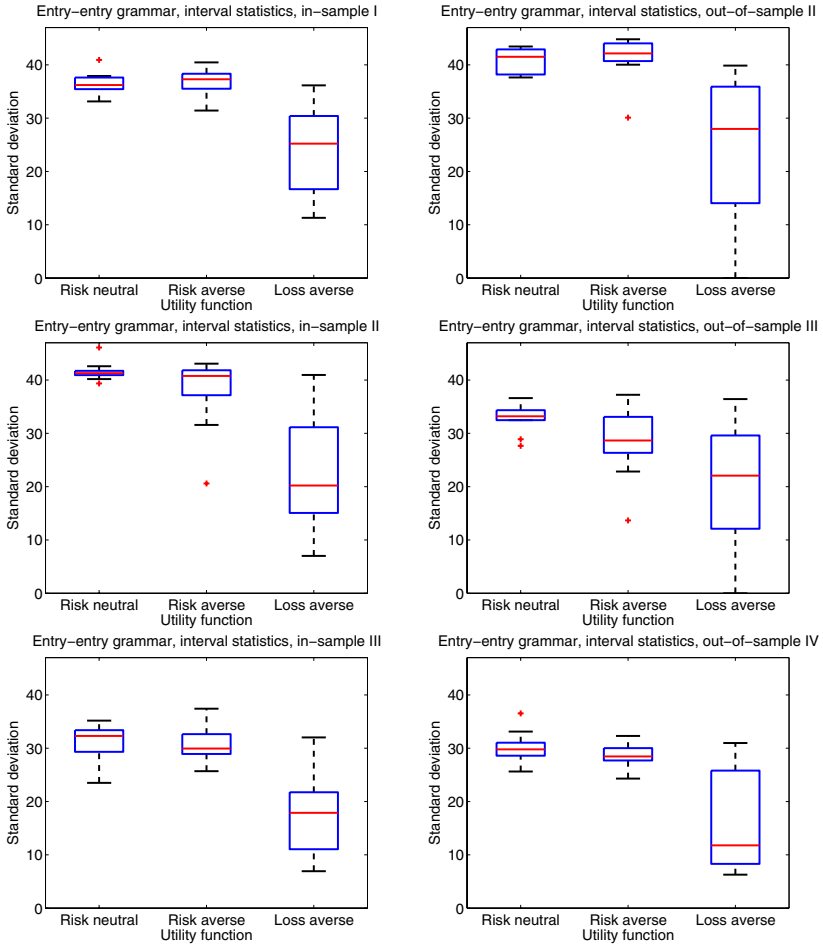 Entry−entry grammar, interval statistics, in−sample I
40
30
20
10
0
Standard deviation
Risk neutral Risk averse Loss averse
Utility function
Entry−entry grammar, interval statistics, out−of−sample II
40
30
20
10
0
Standard deviation
Risk neutral Risk averse Loss averse
Utility function
Entry−entry grammar, interval statistics, in−sample II
40
30
20
10
0
Standard deviation
Risk neutral Risk averse Loss averse
Utility function
Entry−entry grammar, interval statistics, out−of−sample III
40
30
20
10
0
Standard deviation
Risk neutral Risk averse Loss averse
Utility function
Entry−entry grammar, interval statistics, in−sample III
40
30
20
10
0
Standard deviation
Risk neutral Risk averse Loss averse
Utility function
Entry−entry grammar, interval statistics, out−of−sample IV
40
30
20
10
0
Standard deviation
Risk neutral Risk averse Loss averse
Utility function